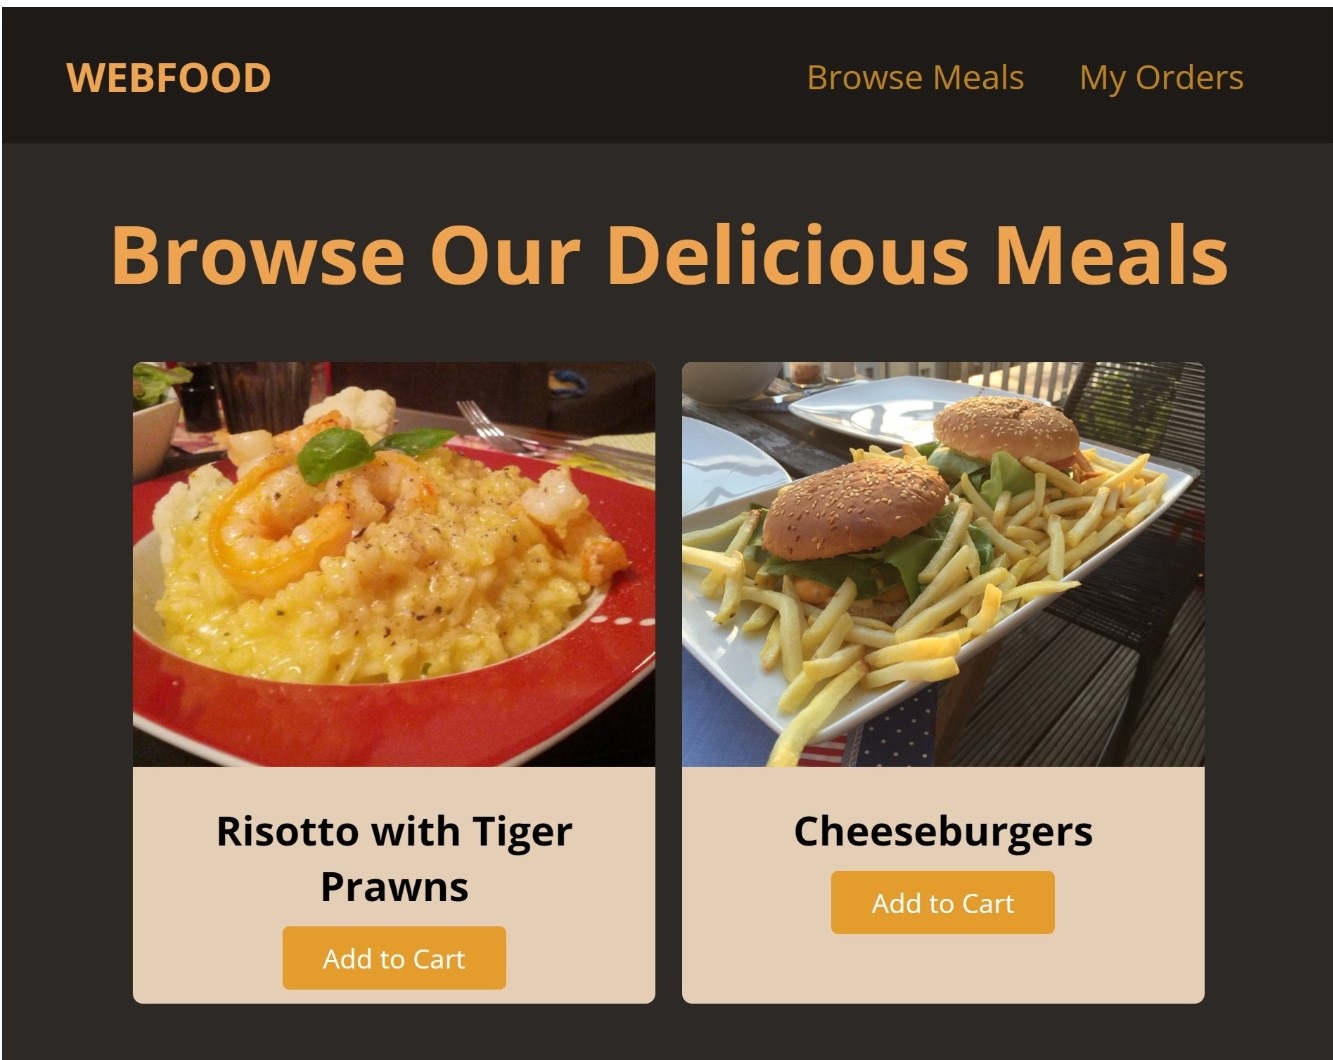 WEBFOOD
Browse Meals My Orders
Browse Our Delicious Meals
Risotto with Tiger
Prawns
Add to Cart
Cheeseburgers
Add to Cart